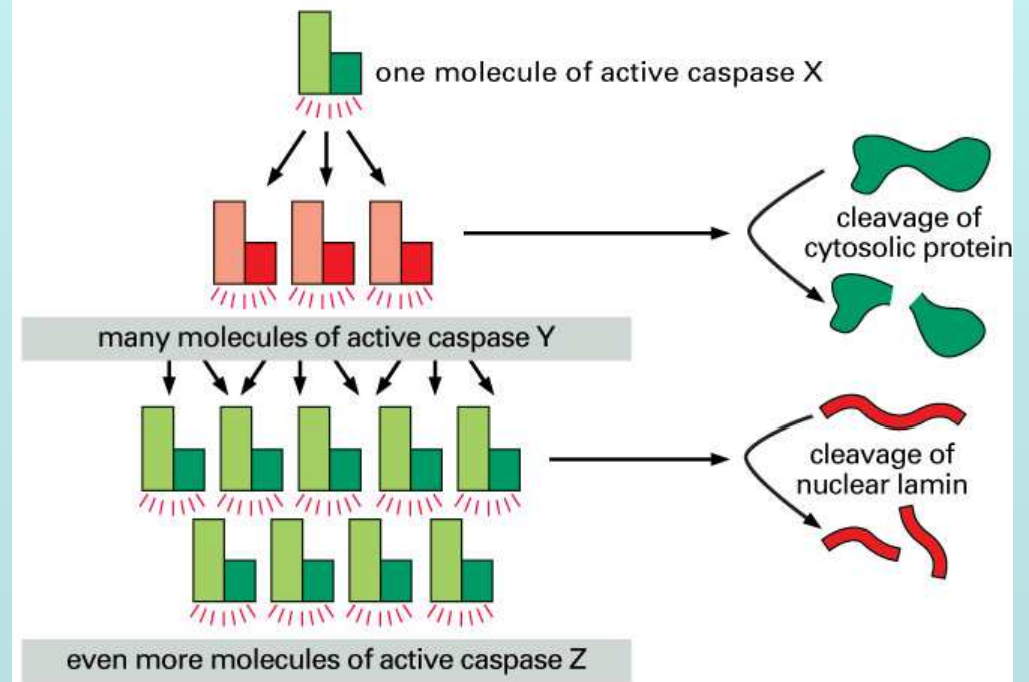 one molecule of active caspase X
cleavage of
cytosolic protein
many molecules of active caspase Y
cleavage of
nuclear lamin
even more molecules of active caspase Z